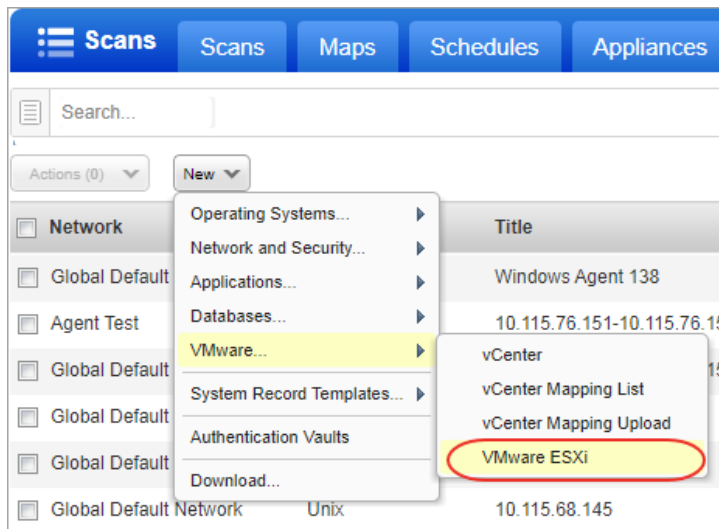 Scans
Scans
Maps
Schedules
Appliances
Search...
Actions (0)
New
Network
Title
Operating Systems...
Network and Security...
Applications...
Databases...
VMware...
System Record Templates...
Authentication Vaults
Download...
vCenter
vCenter Mapping List
vCenter Mapping Upload
VMware ESXi
Global Default
Windows Agent 138
Agent Test
10.115.76.151-10.115.76.15
Global Default
Global Default
Global Default
Global Default Network Unix 10.115.68.145